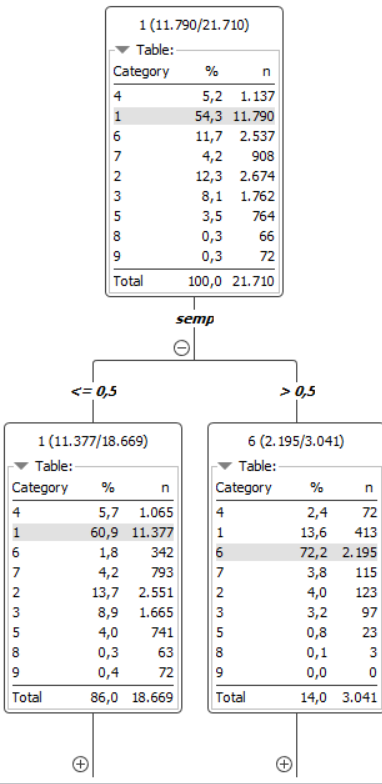 1 (11.790/21.710)
Table:
Category % n
4 5,2 1.137
1 54,3 11.790
6 11,7 2.537
7 4,2 908
2 12,3 2.674
3 8,1 1.762
5 3,5 764
8 0,3 66
9 0,3 72
Total 100,0 21.710
semp
<= 0,5
> 0,5
1 (11.377/18.669)
Table:
Category % n
4 5,7 1.065
1 60,9 11.377
6 1,8 342
7 4,2 793
2 13,7 2.551
3 8,9 1.665
5 4,0 741
8 0,3 63
9 0,4 72
Total 86,0 18.669
6 (2.195/3.041)
Table:
Category % n
4 2,4 72
1 13,6 413
6 72,2 2.195
7 3,8 115
2 4,0 123
3 3,2 97
5 0,8 23
8 0,1 3
9 0,0 0
Total 14,0 3.041